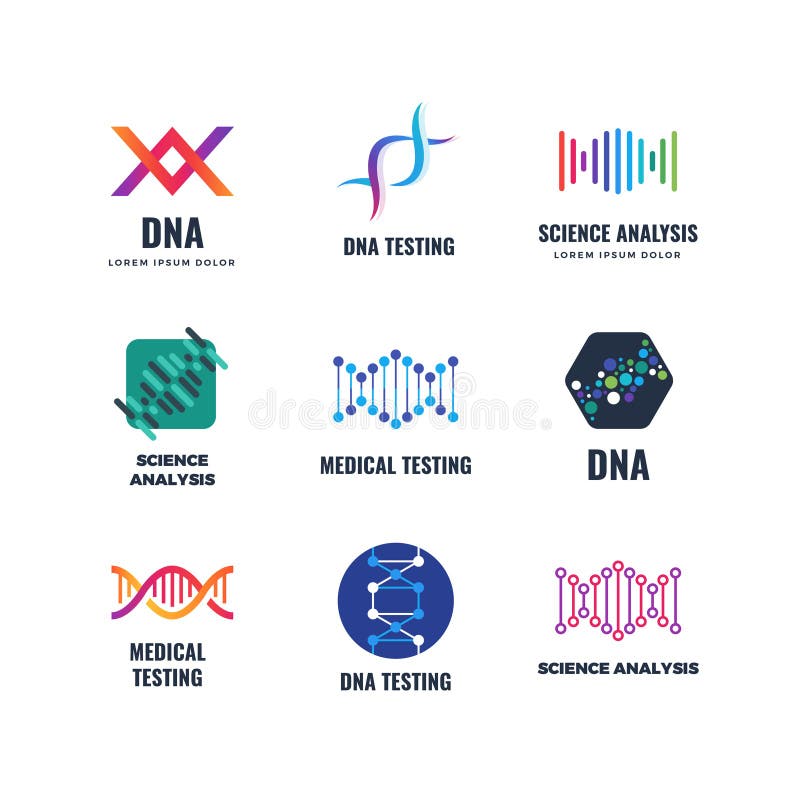 DNA
LOREM IPSUM DOLOR
DNA TESTING
SCIENCE ANALYSIS
LOREM IPSUM DOLOR
SCIENCE
ANALYSIS
MEDICAL TESTING
DNA
dreamstime
MEDICAL
TESTING
DNA TESTING
SCIENCE ANALYSIS